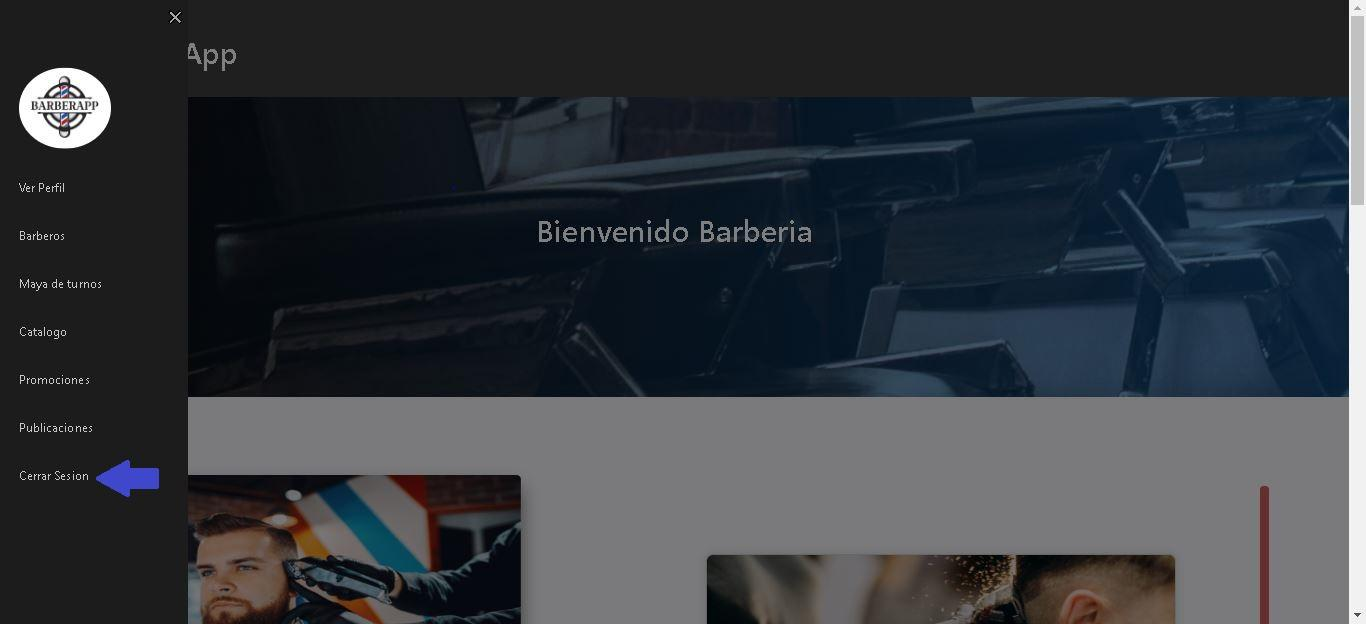 App
BARBERAPP
Ver Perfil
Barberos
Maya de turnos
Catalogo
Promociones
Publicaciones
Cerrar Sesion
Bienvenido Barberia